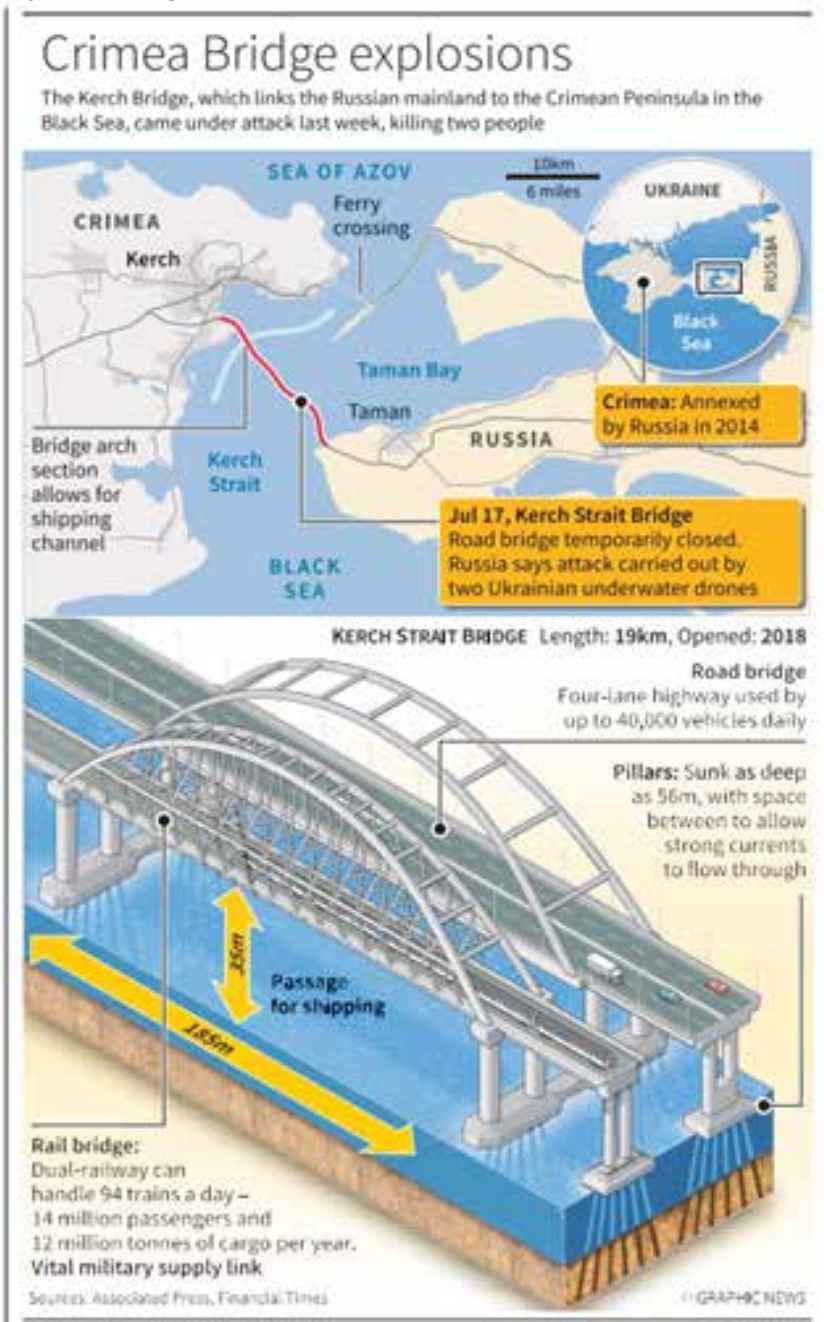 Crimea Bridge explosions
The Kerch Bridge, which links the Russian mainland to the Crimean Peninsula in the
Black Sea, came under attack last week, killing two people
SEA OF AZOV
10km
6 miles
UKRAINE
CRIMEA
Ferry
crossing
Kerch
RUSSIA
Black
Sea
Taman Bay
Taman
Crimea: Annexed
by Russia in 2014
RUSSIA
Bridge arch
section
allows for
shipping
channel
Kerch
Strait
Jul 17, Kerch Strait Bridge
Road bridge temporarily closed.
Russia says attack carried out by
two Ukrainian underwater drones
BLACK
SEA
KERCH STRAIT BRIDGE Length: 19km, Opened: 2018
Road bridge
Four-lane highway used by
up to 40,000 vehicles daily
Pillars: Sunk as deep
as 56m, with space
between to allow
strong currents
to flow through
35m
Passage
for shipping
185m
Rail bridge:
Dual-railway can
handle 94 trains a day –
14 million passengers and
12 million tonnes of cargo per year.
Vital military supply link
Sources: Associated Press, Financial Times
© GRAPHIC NEWS